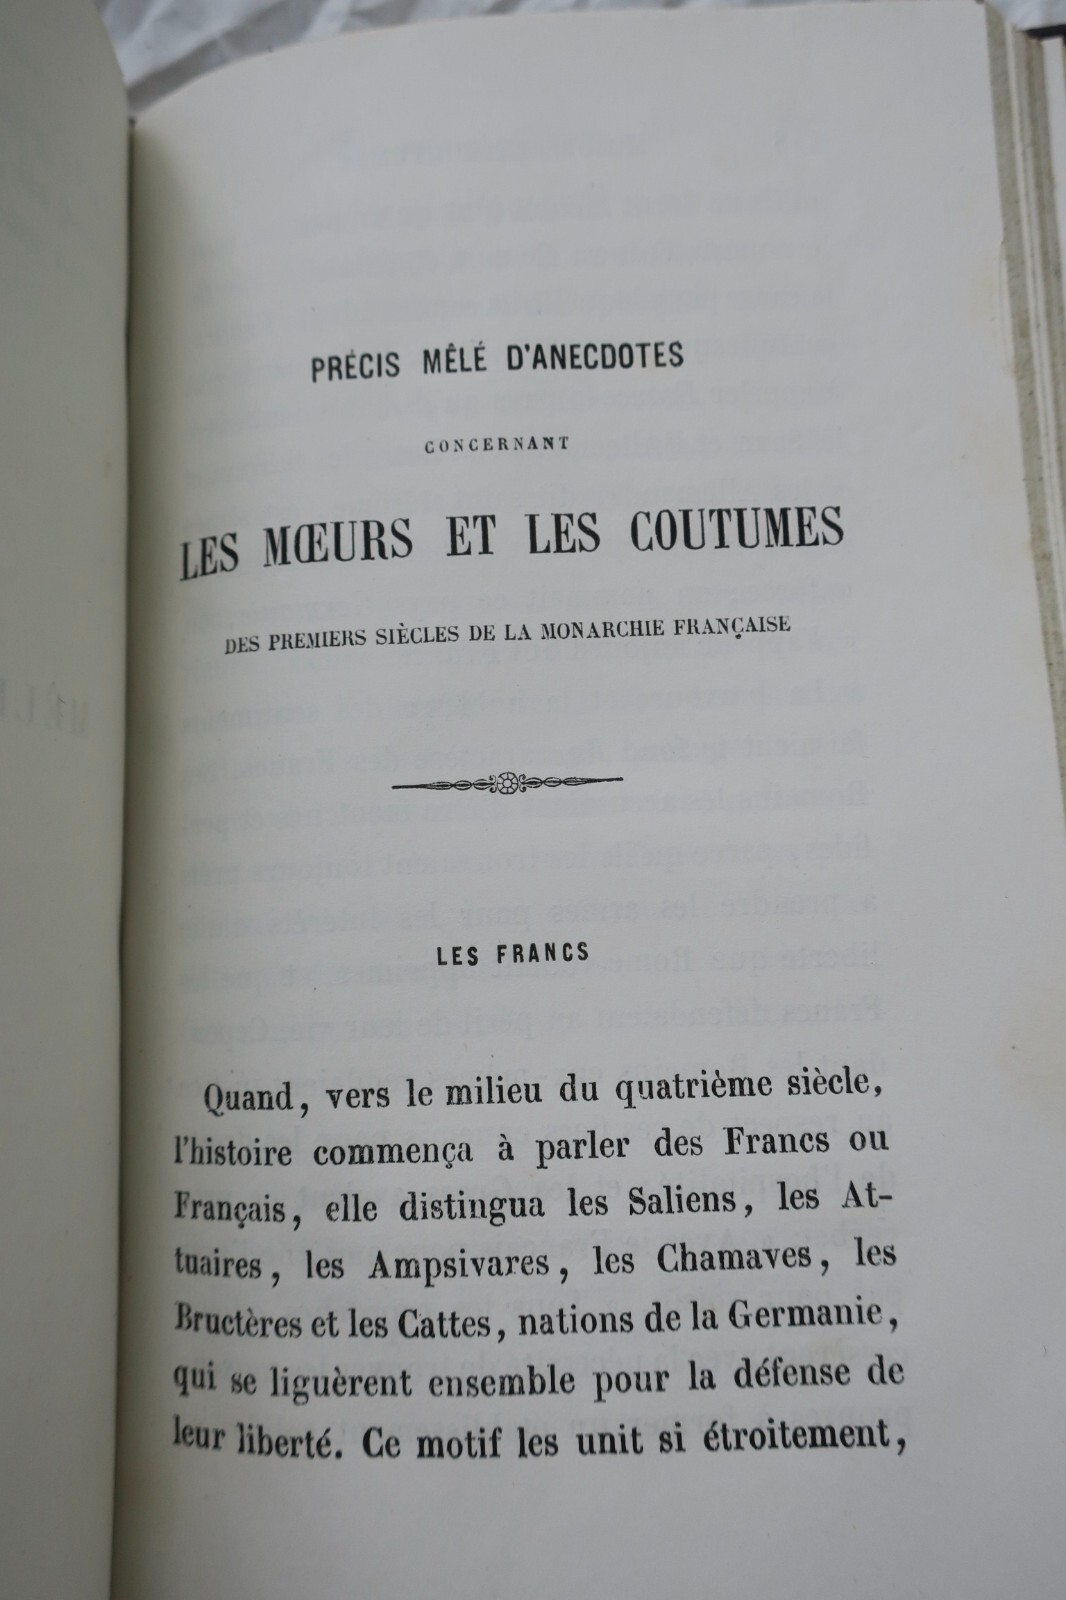 PRÉCIS MÊLÉ D'ANECDOTES
CONCERNANT
LES MŒURS ET LES COUTUMES
DES PREMIERS SIÈCLES DE LA MONARCHIE FRANÇAISE
LES FRANCS
Quand, vers le milieu du quatrième siècle,
l'histoire commença à parler des Francs ou
Français, elle distingua les Saliens, les At-
tuaires, les Ampsivares, les Chamaves, les
Bructères et les Cattes, nations de la Germanie,
qui se liguèrent ensemble pour la défense de
leur liberté. Ce motif les unit si étroitement,